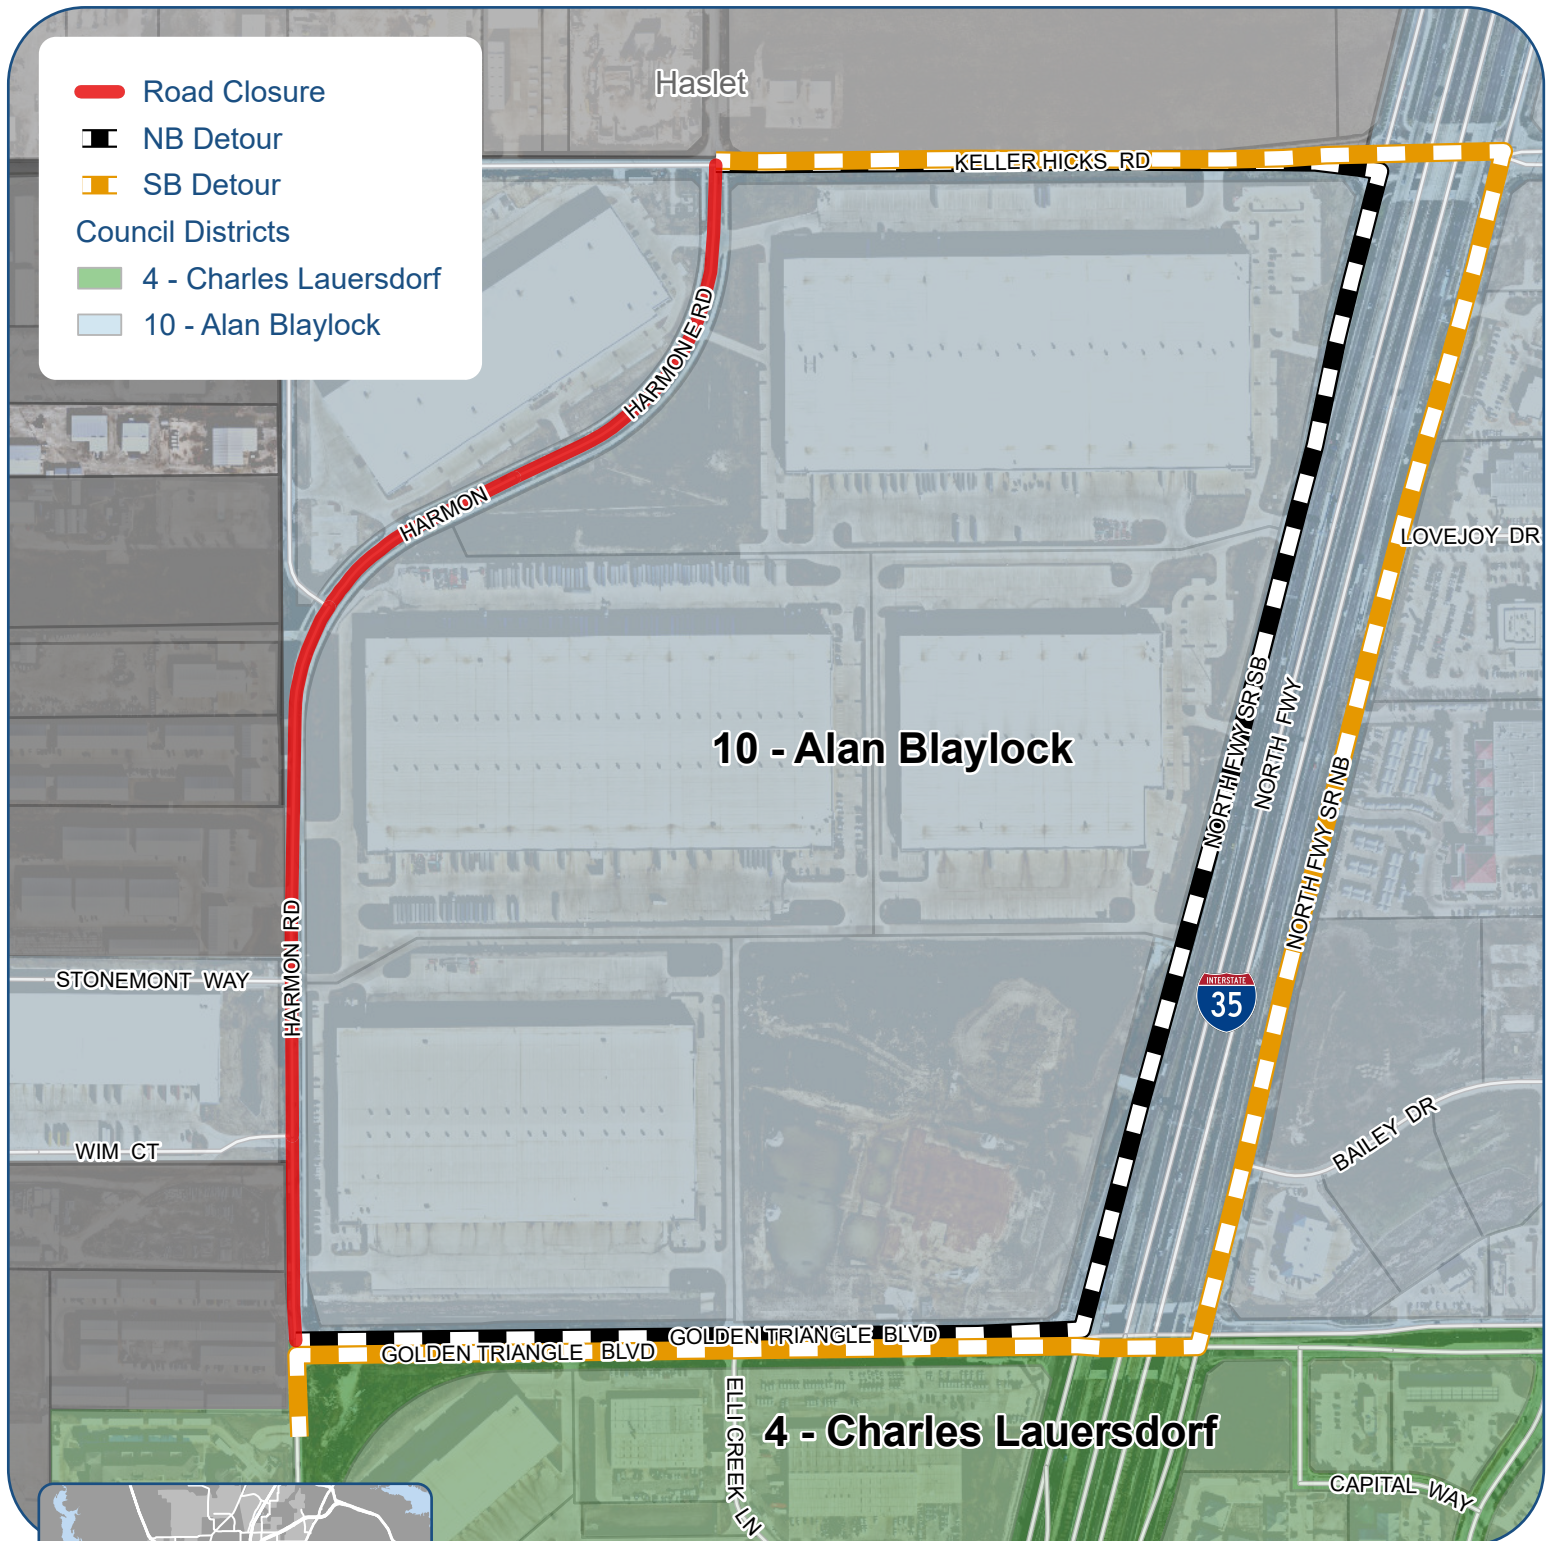 Haslet
Road Closure
NB Detour
SB Detour
Council Districts
4 - Charles Lauersdorf
10 - Alan Blaylock
KELLER HICKS RD
HARMON E RD
HARMON
LOVEJOY DR
NORTH FWY SR SB
NORTH FWY
10 - Alan Blaylock
NORTH FWY SR NB
HARMON RD
STONEMONT WAY
INTERSTATE
35
BAILEY DR
WIM CT
GOLDEN TRIANGLE BLVD
GOLDEN TRIANGLE BLVD
ELLI CREEK LN
4 - Charles Lauersdorf
CAPITAL WAY